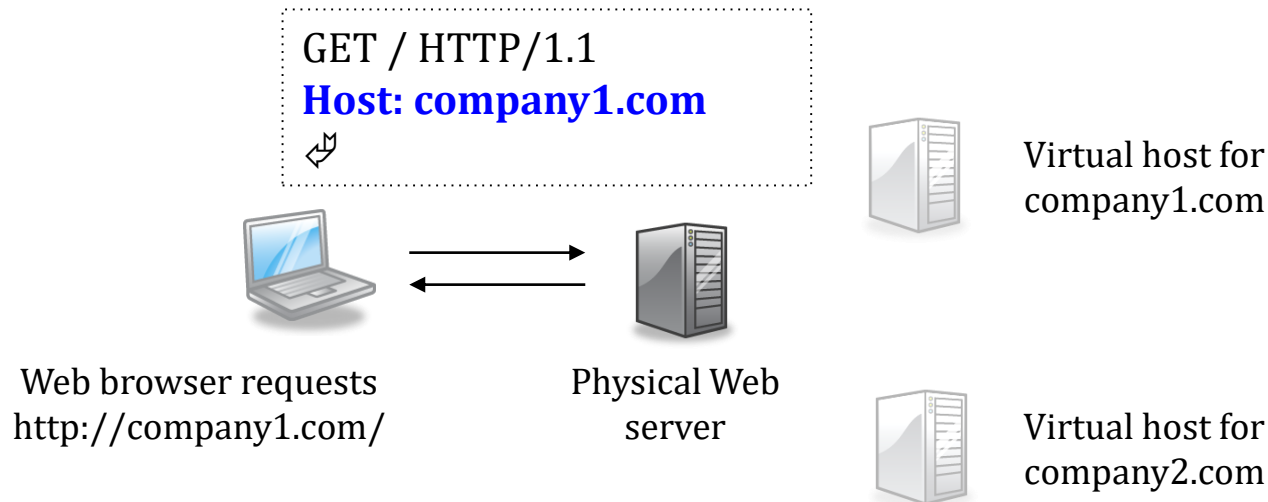 GET / HTTP/1.1
Host: company1.com
Virtual host for
company1.com
Web browser requests
http://company1.com/
Physical Web
server
Virtual host for
company2.com